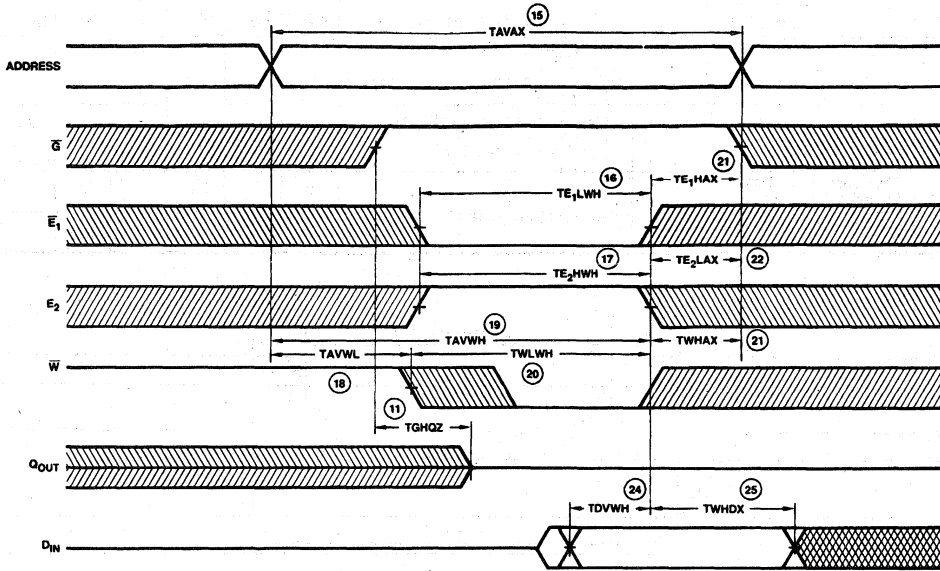 15
TAVAX
ADDRESS
G̅
21
16
TE₁HAX
TE₁LWH
E̅₁
17
TE₂LAX 22
TE₂HWH
E₂
19
TAVWH TWHAX 21
TAVWL TWLWH
W̅
18 20
11
TGHQZ
QOUT
24 25
TDVWH TWHDX
DIN